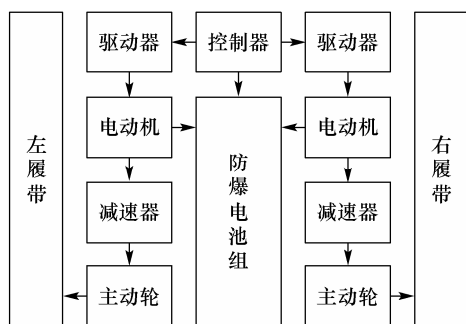 驱动器
控制器
驱动器
电动机
电动机
左履带
防爆电池组
右履带
减速器
减速器
主动轮
主动轮